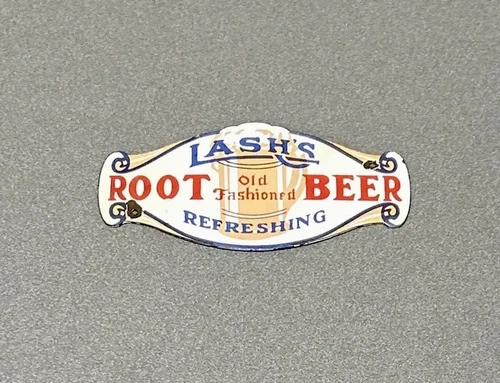 LASH'S
ROOT Old Fashioned BEER
REFRESHING